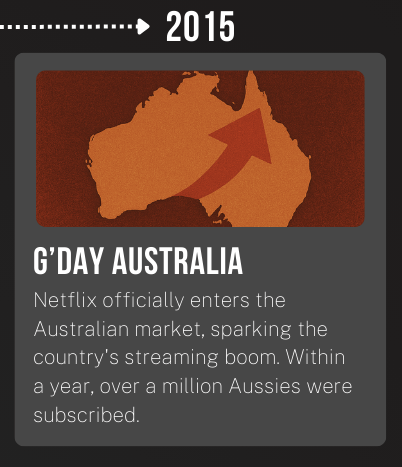 2015
G’DAY AUSTRALIA
Netflix officially enters the
Australian market, sparking the
country’s streaming boom. Within
a year, over a million Aussies were
subscribed.